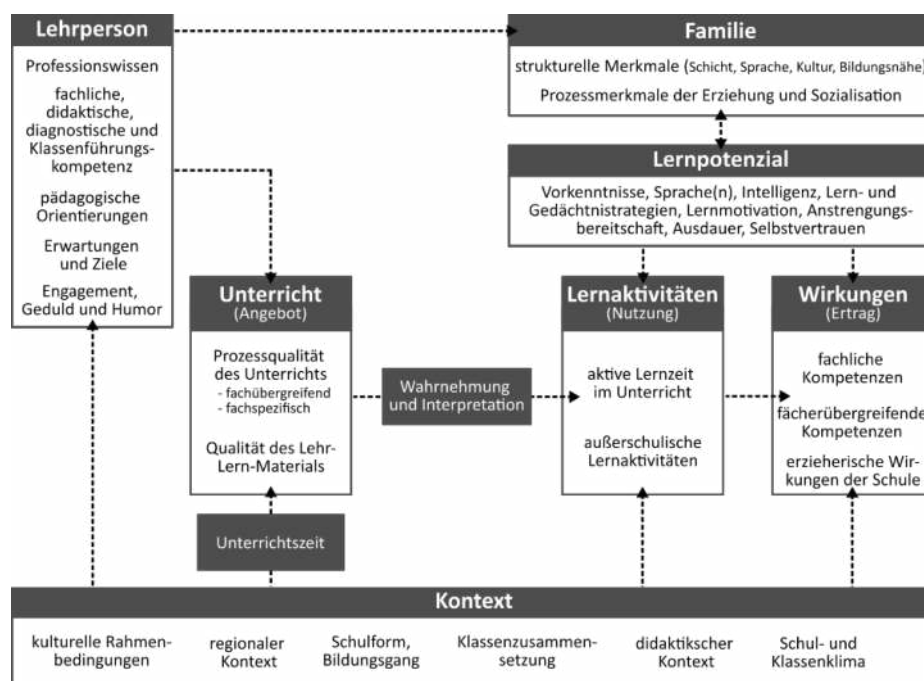 Lehrperson
Professionswissen
fachliche,
didaktische,
diagnostische und
Klassenführungs-
kompetenz
pädagogische
Orientierungen
Erwartungen
und Ziele
Engagement,
Geduld und Humor
Familie
strukturelle Merkmale (Schicht, Sprache, Kultur, Bildungsnähe)
Prozessmerkmale der Erziehung und Sozialisation
Lernpotenzial
Vorkenntnisse, Sprache(n), Intelligenz, Lern- und
Gedächtnistrategien, Lernmotivation, Anstrengungs-
bereitschaft, Ausdauer, Selbstvertrauen
Unterricht
(Angebot)
Prozessqualität
des Unterrichts
- fachübergreifend
- fachspezifisch
Qualität des Lehr-
Lern-Materials
Wahrnehmung
und Interpretation
Lernaktivitäten
(Nutzung)
aktive Lernzeit
im Unterricht
außerschulische
Lernaktivitäten
Wirkungen
(Ertrag)
fachliche
Kompetenzen
fächerübergreifende
Kompetenzen
erzieherische Wir-
kungen der Schule
Unterrichtszeit
Kontext
kulturelle Rahmen-
bedingungen
regionaler
Kontext
Schulform,
Bildungsgang
Klassenzusammen-
setzung
didaktikscher
Kontext
Schul- und
Klassenklima